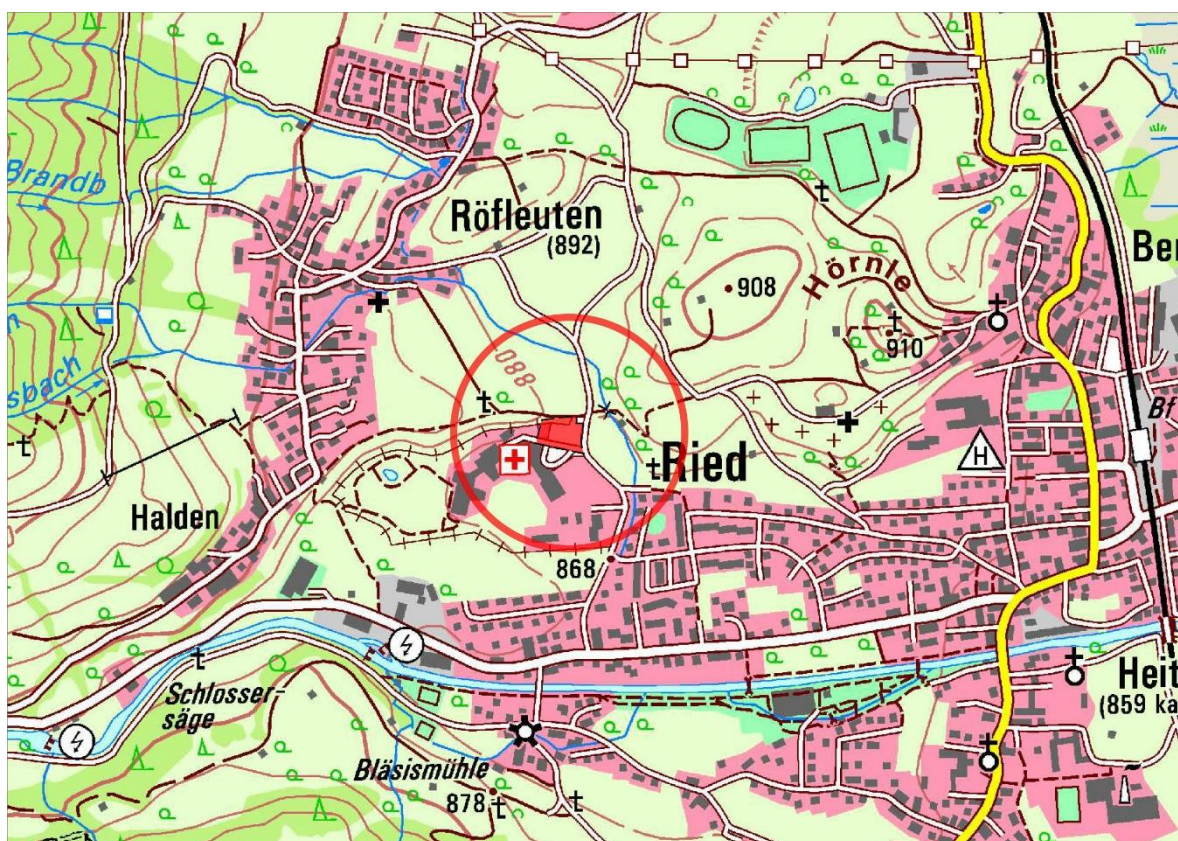 Brandb
Röfleuten
(892)
Ber
908
Hörnle
910
880
sbach
Bf
H
Ried
Halden
868
Schlosser-
säge
Heit
(859 ka
Bläsismühle
878